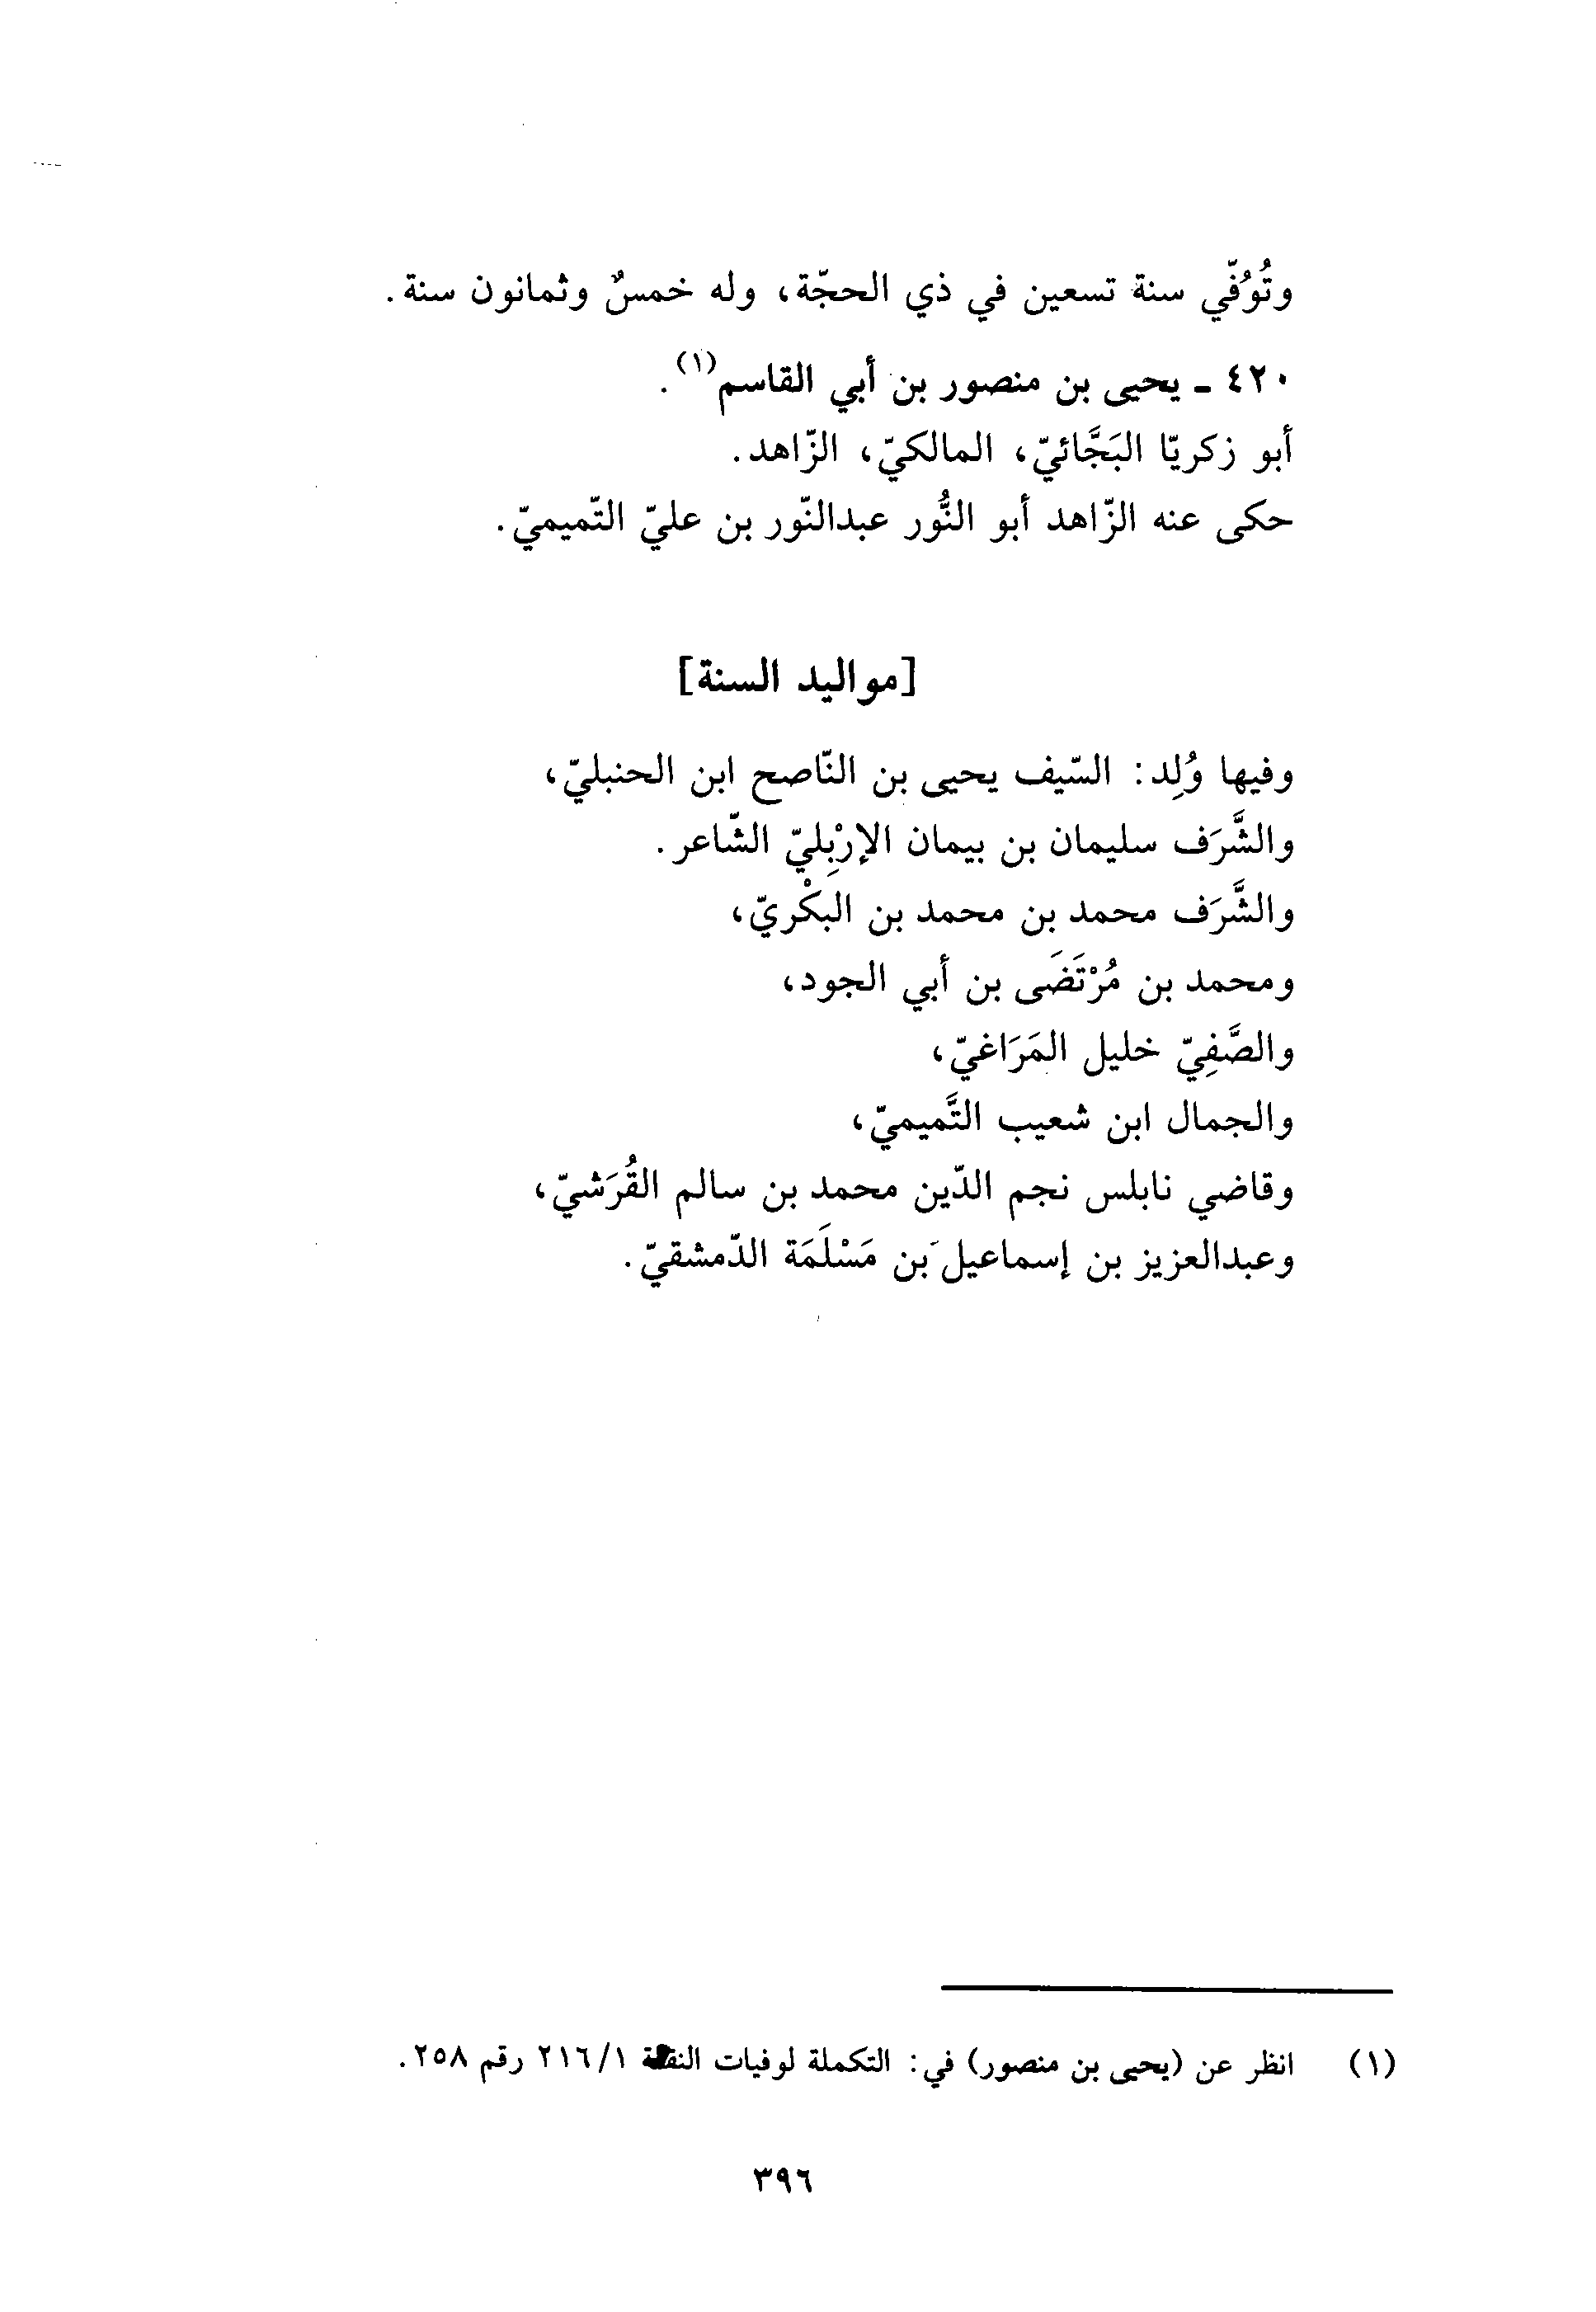 وتُوُفّي سنة تسعين في ذي الحجّة، وله خمسٌ وثمانون سنة.
٤٢٠ ـ يحيى بن منصور بن أبي القاسم(١).
أبو زكريّا البَجَّائيّ، المالكيّ، الزّاهد.
حكى عنه الزّاهد أبو النُّور عبدالنّور بن عليّ التّميميّ.
[مواليد السنة]
وفيها وُلِد: السّيف يحيى بن النّاصح ابن الحنبليّ،
والشَّرَف سليمان بن بيمان الإربِليّ الشّاعر.
والشَّرَف محمد بن محمد بن البكْريّ،
ومحمد بن مُرْتَضَى بن أبي الجود،
والصَّفِيّ خليل المَرَاغيّ،
والجمال ابن شعيب التَّميميّ،
وقاضي نابلس نجم الدّين محمد بن سالم القُرَشيّ،
وعبدالعزيز بن إسماعيل بن مَسْلَمَة الدّمشقيّ.
(١) انظر عن (يحيى بن منصور) في: التكملة لوفيات النقلة ٢١٦/١ رقم ٢٥٨.
٣٩٦